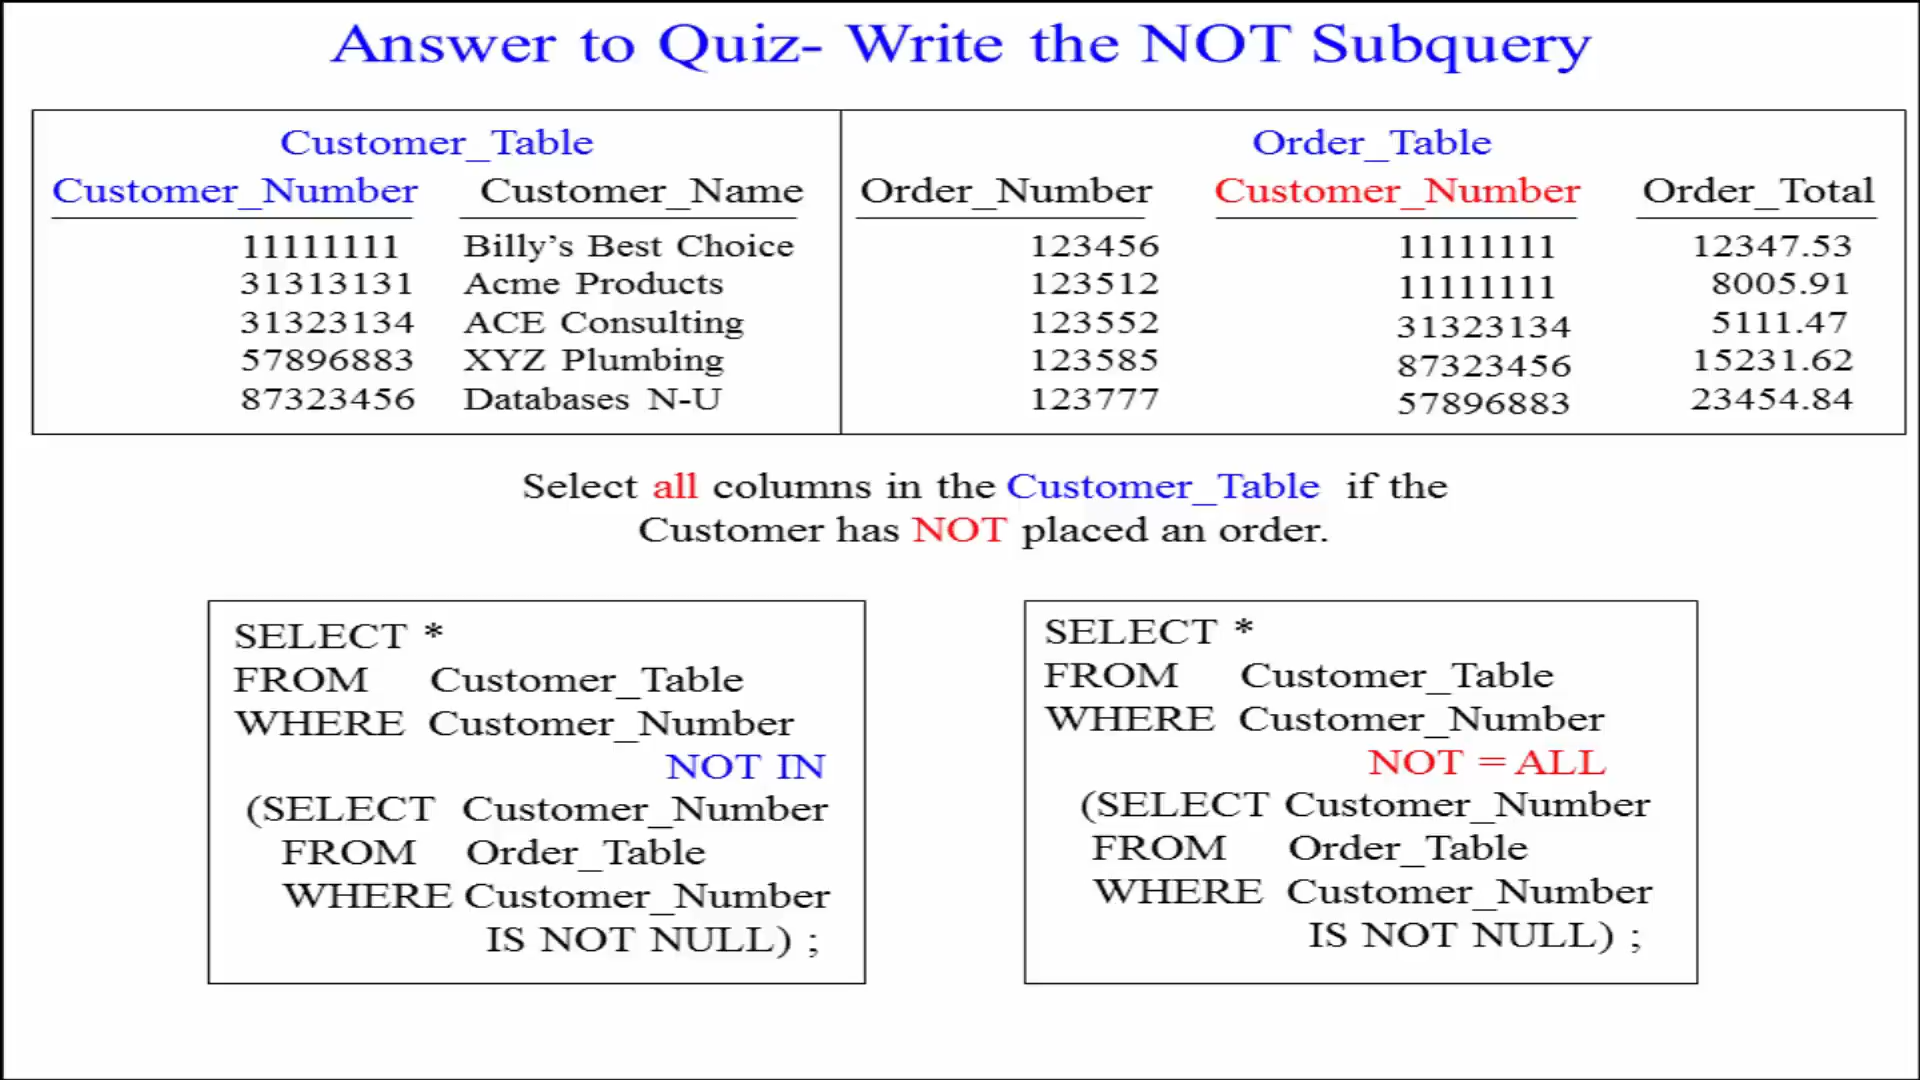 Answer to Quiz- Write the NOT Subquery
Customer_Table Order_Table
Customer_Number Customer_Name Order_Number Customer_Number Order_Total
11111111 Billy’s Best Choice 123456 11111111 12347.53
31313131 Acme Products 123512 11111111 8005.91
31323134 ACE Consulting 123552 31323134 5111.47
57896883 XYZ Plumbing 123585 87323456 15231.62
87323456 Databases N-U 123777 57896883 23454.84
Select all columns in the Customer_Table if the
Customer has NOT placed an order.
SELECT *
FROM Customer_Table
WHERE Customer_Number
NOT IN
(SELECT Customer_Number
FROM Order_Table
WHERE Customer_Number
IS NOT NULL) ;
SELECT *
FROM Customer_Table
WHERE Customer_Number
NOT = ALL
(SELECT Customer_Number
FROM Order_Table
WHERE Customer_Number
IS NOT NULL) ;